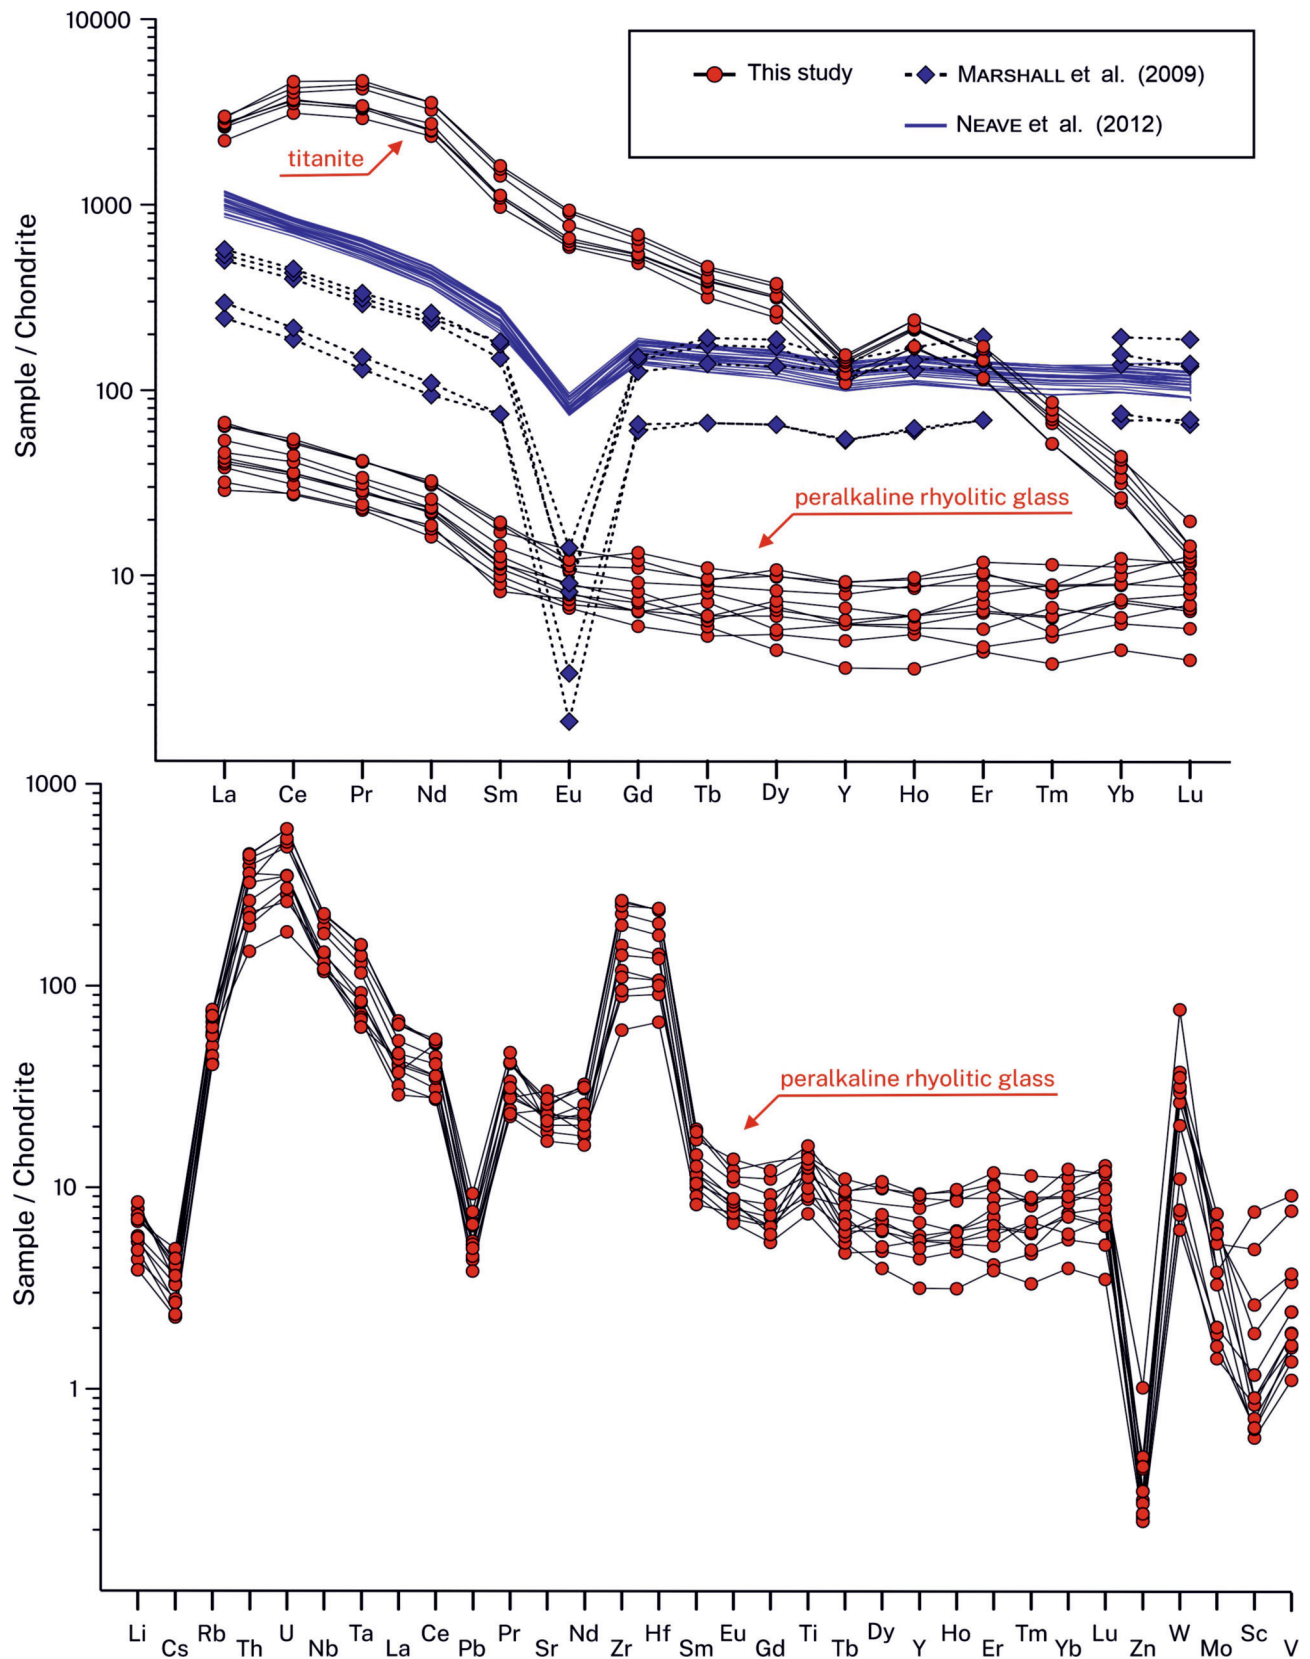 10000
1000
100
10
Sample / Chondrite
This study
MARSHALL et al. (2009)
NEAVE et al. (2012)
titanite
peralkaline rhyolitic glass
La Ce Pr Nd Sm Eu Gd Tb Dy Y Ho Er Tm Yb Lu
1000
100
10
1
Sample / Chondrite
peralkaline rhyolitic glass
Li Cs Rb Th U Nb Ta La Ce Pb Pr Sr Nd Zr Hf Sm Eu Gd Ti Tb Dy Y Ho Er Tm Yb Lu Zn W Mo Sc V